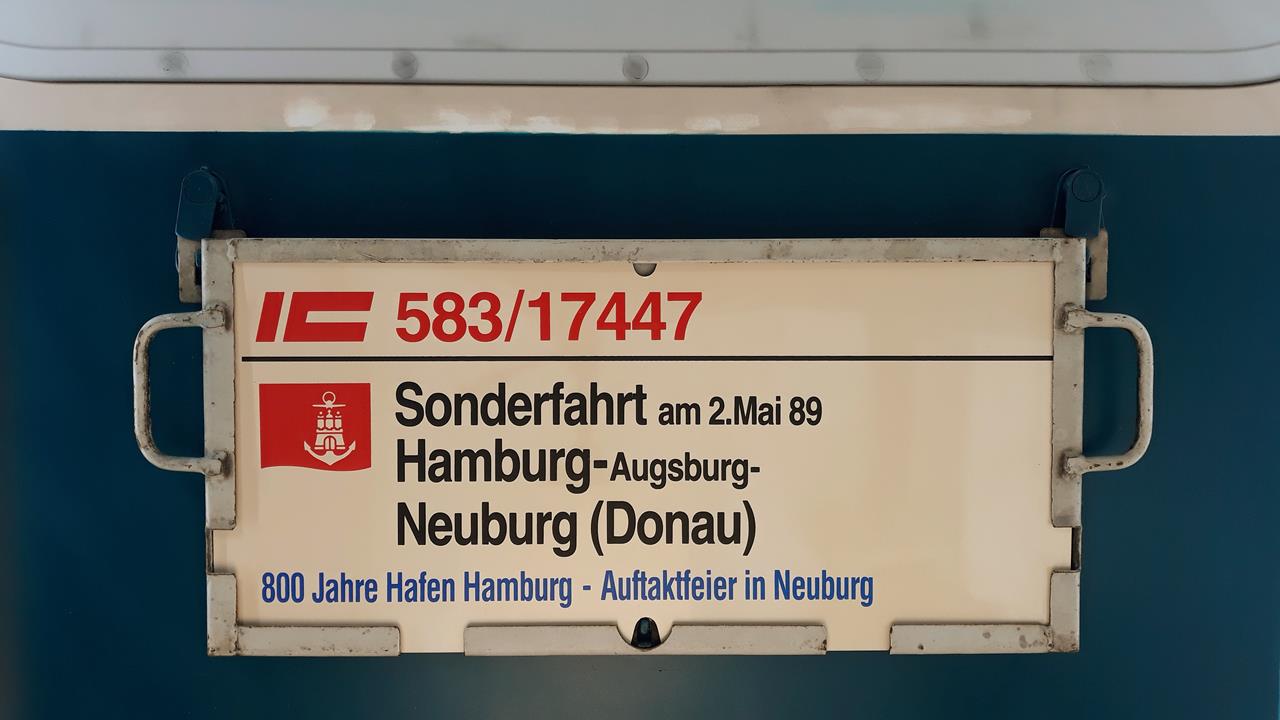 IC 583/17447
Sonderfahrt am 2.Mai 89
Hamburg-Augsburg-
Neuburg (Donau)
800 Jahre Hafen Hamburg - Auftaktfeier in Neuburg